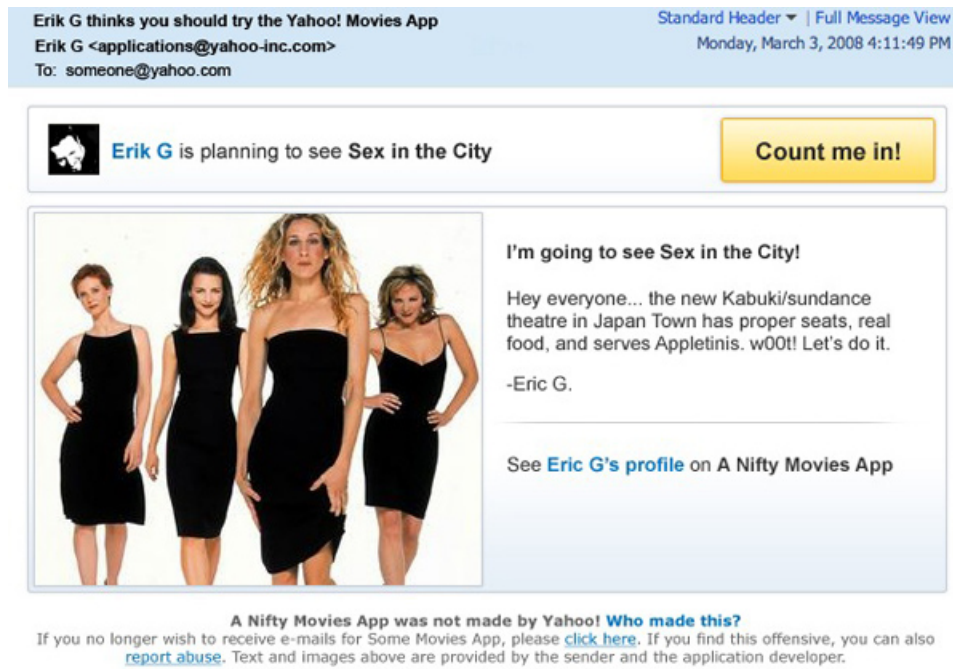 Erik G thinks you should try the Yahoo! Movies App
Standard Header | Full Message View
Erik G <applications@yahoo-inc.com>
Monday, March 3, 2008 4:11:49 PM
To: someone@yahoo.com
Erik G is planning to see Sex in the City
Count me in!
I'm going to see Sex in the City!
Hey everyone... the new Kabuki/sundance
theatre in Japan Town has proper seats, real
food, and serves Appletinis. w00t! Let's do it.
-Eric G.
See Eric G's profile on A Nifty Movies App
A Nifty Movies App was not made by Yahoo! Who made this?
If you no longer wish to receive e-mails for Some Movies App, please click here. If you find this offensive, you can also
report abuse. Text and images above are provided by the sender and the application developer.